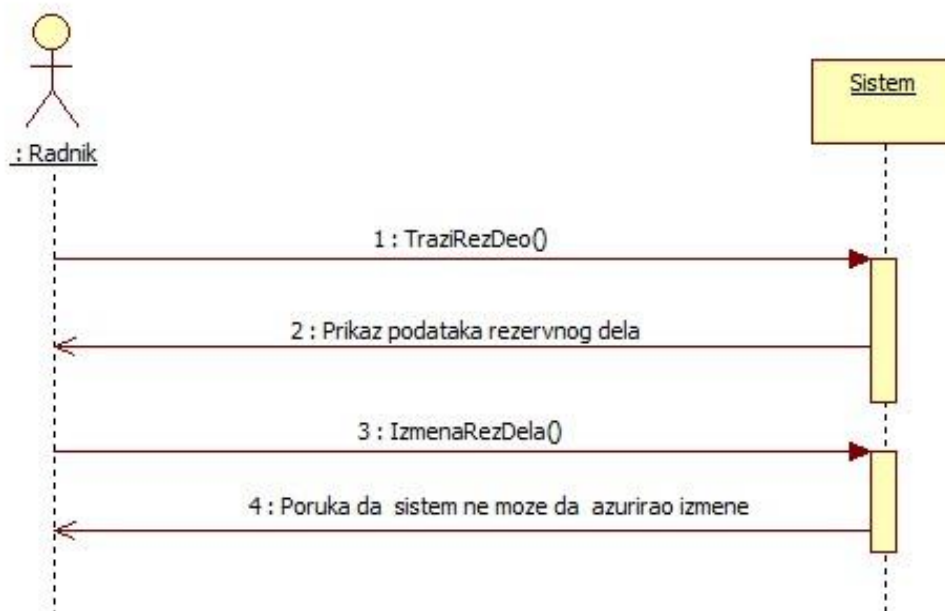 Sistem
: Radnik
1 : TraziRezDeo()
2 : Prikaz podataka rezervnog dela
3 : IzmenaRezDela()
4 : Poruka da sistem ne moze da azurirao izmene